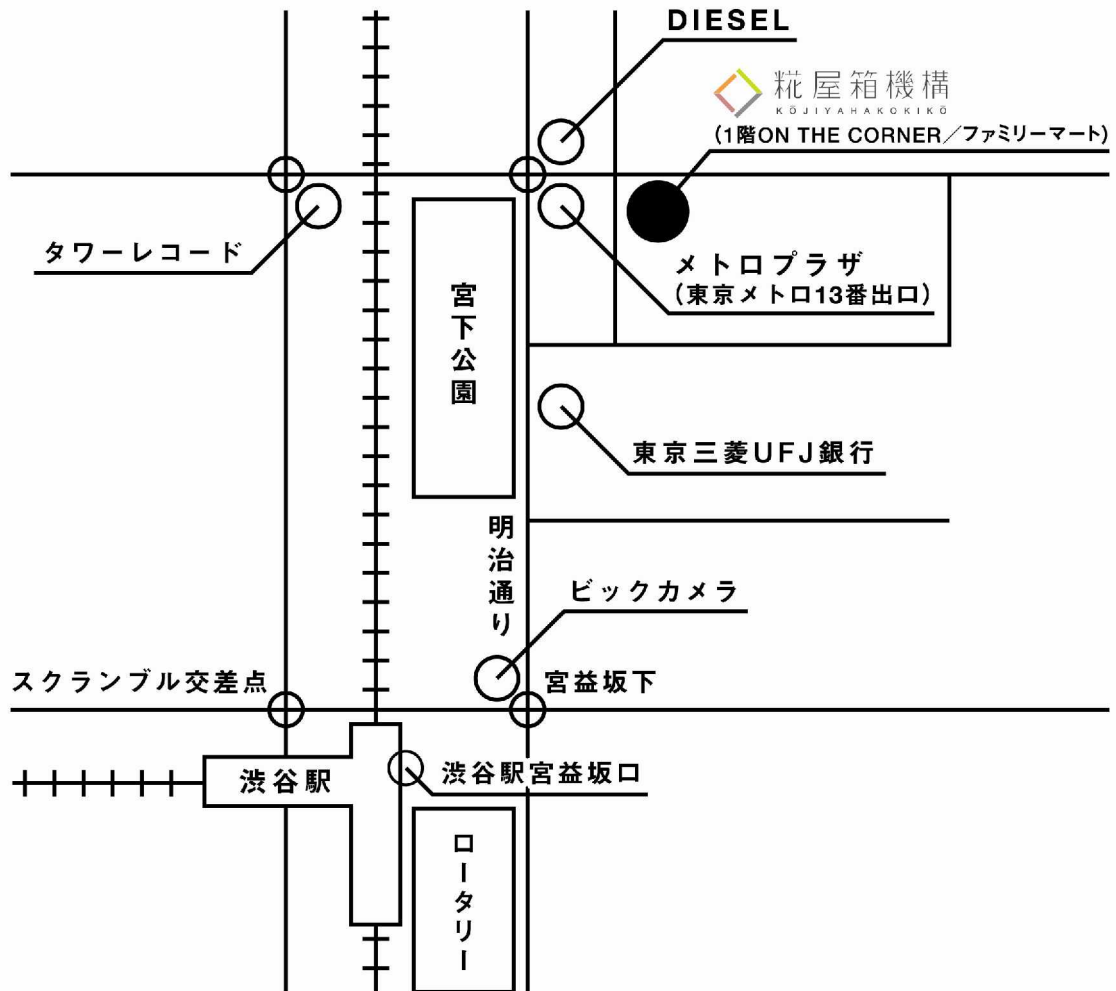 DIESEL
糀屋箱機構
KŌJIYAHAKOKIKŌ
(1階ON THE CORNER/ファミリーマート)
タワーレコード
メトロプラザ
(東京メトロ13番出口)
宮下公園
東京三菱UFJ銀行
明治通り
ビックカメラ
スクランブル交差点
宮益坂下
渋谷駅
渋谷駅宮益坂口
ロータリー